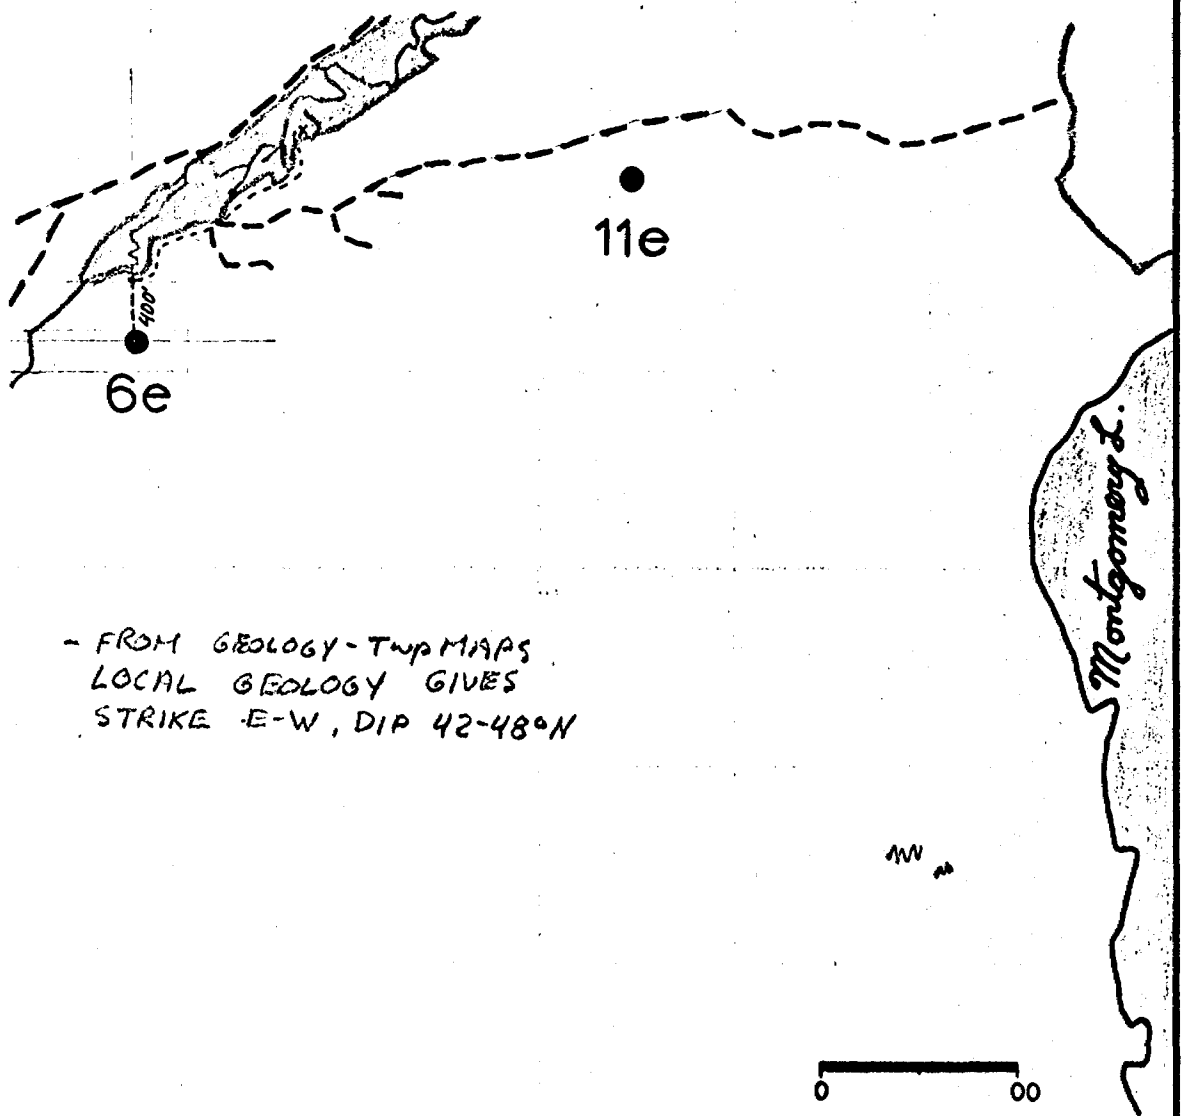 11e
400'
6e
Montgomery L.
- FROM GEOLOGY - Twp MAPS
LOCAL GEOLOGY GIVES
STRIKE E-W, DIP 42-48°N
0 00